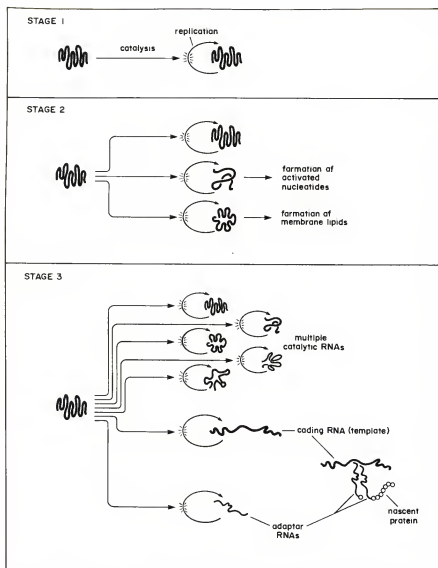 STAGE 1
replication
catalysis
STAGE 2
formation of
activated
nucleotides
formation of
membrane lipids
STAGE 3
multiple
catalytic RNAs
coding RNA (template)
adaptor
RNAs
nascent
protein